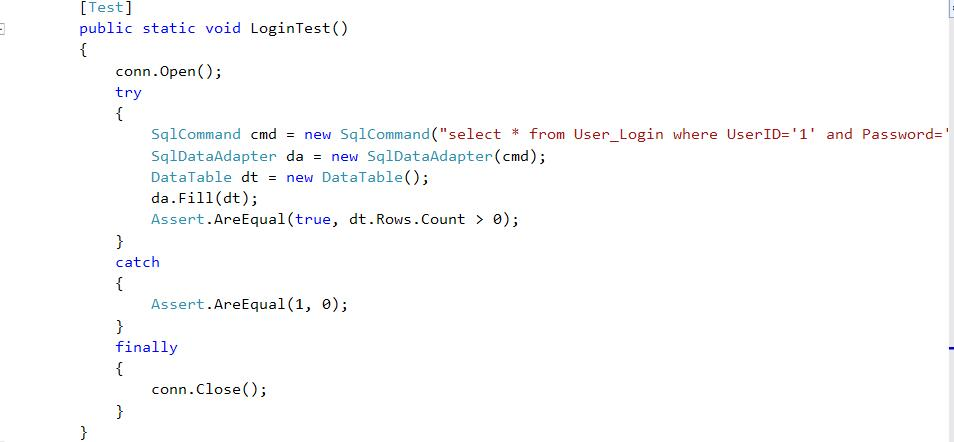 [Test]
public static void LoginTest()
{
conn.Open();
try
{
SqlCommand cmd = new SqlCommand("select * from User_Login where UserID='1' and Password='
SqlDataAdapter da = new SqlDataAdapter(cmd);
DataTable dt = new DataTable();
da.Fill(dt);
Assert.AreEqual(true, dt.Rows.Count > 0);
}
catch
{
Assert.AreEqual(1, 0);
}
finally
{
conn.Close();
}
}